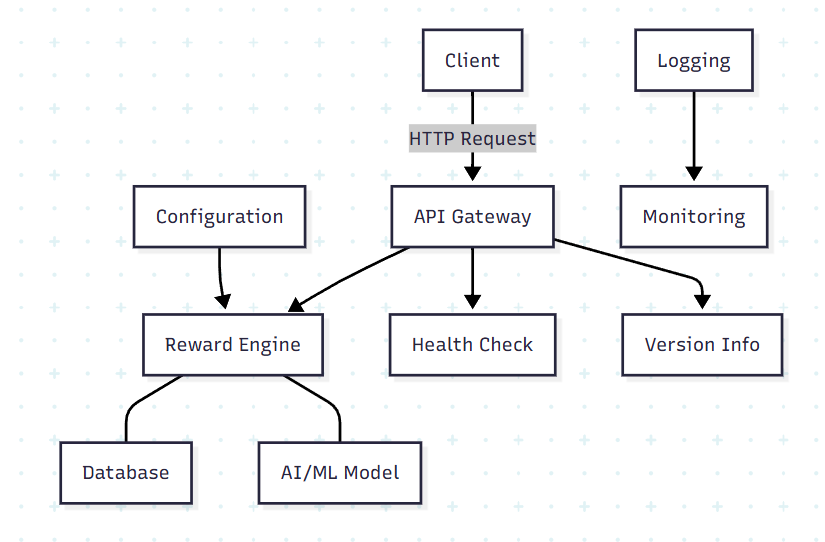 Client
Logging
HTTP Request
Configuration
API Gateway
Monitoring
Reward Engine
Health Check
Version Info
Database
AI/ML Model